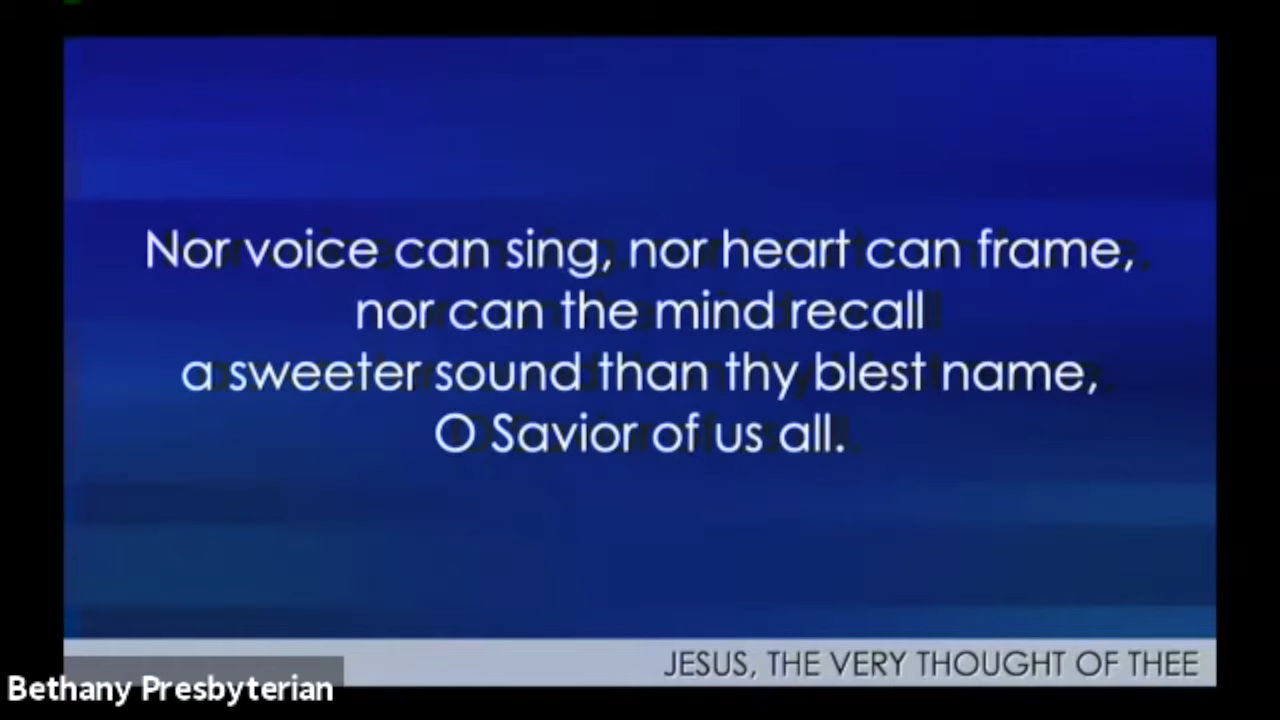 Nor voice can sing, nor heart can frame,
nor can the mind recall
a sweeter sound than thy blest name,
O Savior of us all.
JESUS, THE VERY THOUGHT OF THEE
Bethany Presbyterian